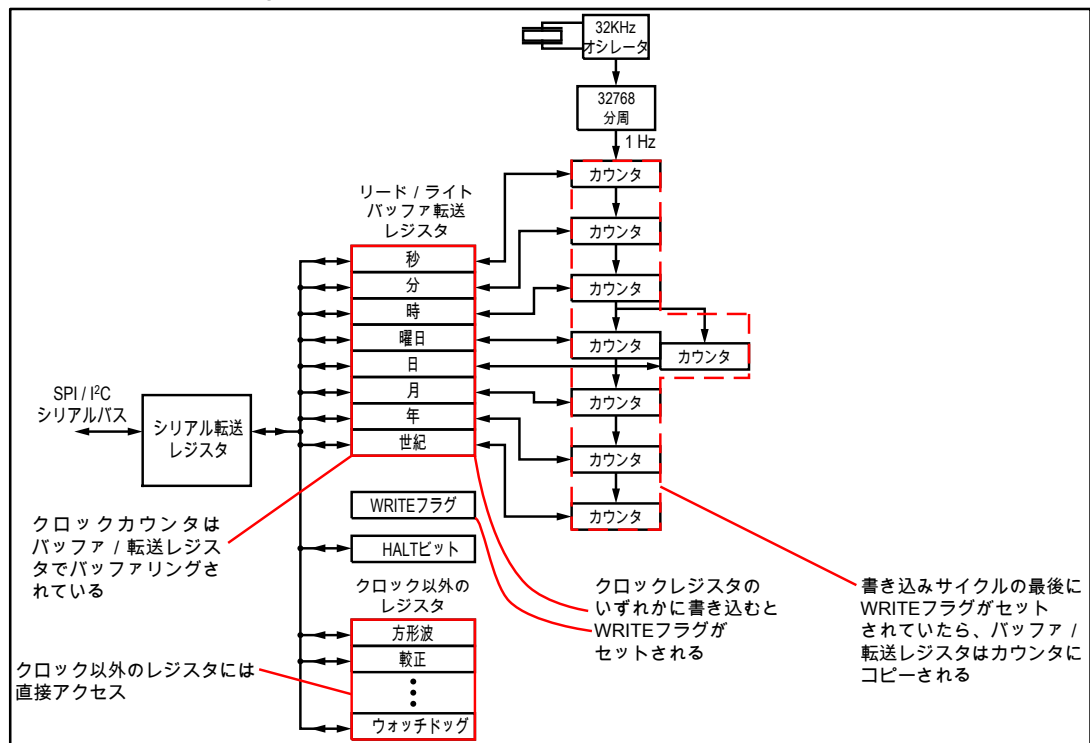 32KHz
オシレータ
32768
分周
1 Hz
カウンタ
カウンタ
カウンタ
カウンタ
カウンタ
カウンタ
カウンタ
カウンタ
リード / ライト
バッファ転送
レジスタ
秒
分
時
曜日
日
月
年
世紀
SPI / I²C
シリアルバス
シリアル転送
レジスタ
WRITEフラグ
HALTビット
クロック以外の
レジスタ
方形波
較正
ウォッチドッグ
クロックカウンタは
バッファ / 転送レジス
タでバッファリングさ
れている
クロック以外のレジスタには
直接アクセス
クロックレジスタの
いずれかに書き込むと
WRITEフラグが
セットされる
書き込みサイクルの最後に
WRITEフラグがセット
されていたら、バッファ /
転送レジスタはカウンタに
コピーされる